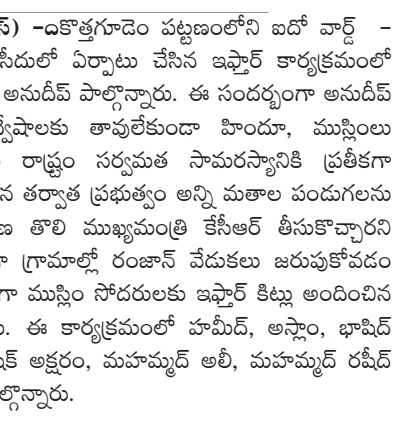 స్) –దికొత్తగూడెం పట్టణంలోని ఐదో వార్డ్ –
సీదులో ఏర్పాటు చేసిన ఇఫ్తార్ కార్యక్రమంలో
అనుదీప్ పాల్గొన్నారు. ఈ సందర్భంగా అనుదీప్
ద్వేషాలకు తావులేకుండా హిందూ, ముస్లింలు
రాష్ట్రం సర్వమత సామరస్యానికి ప్రతీకగా
న తర్వాత ప్రభుత్వం అన్ని మతాల పండుగలను
ణ తొలి ముఖ్యమంత్రి కేసీఆర్ తీసుకొచ్చారని
గ్రామాల్లో రంజాన్ వేడుకలు జరుపుకోవడం
గా ముస్లిం సోదరులకు ఇఫ్తార్ కిట్లు అందించిన
ు. ఈ కార్యక్రమంలో హమీద్, అస్లాం, భాషిద్
క్ అక్షరం, మహమ్మద్ అలీ, మహమ్మద్ రషీద్
ల్గొన్నారు.